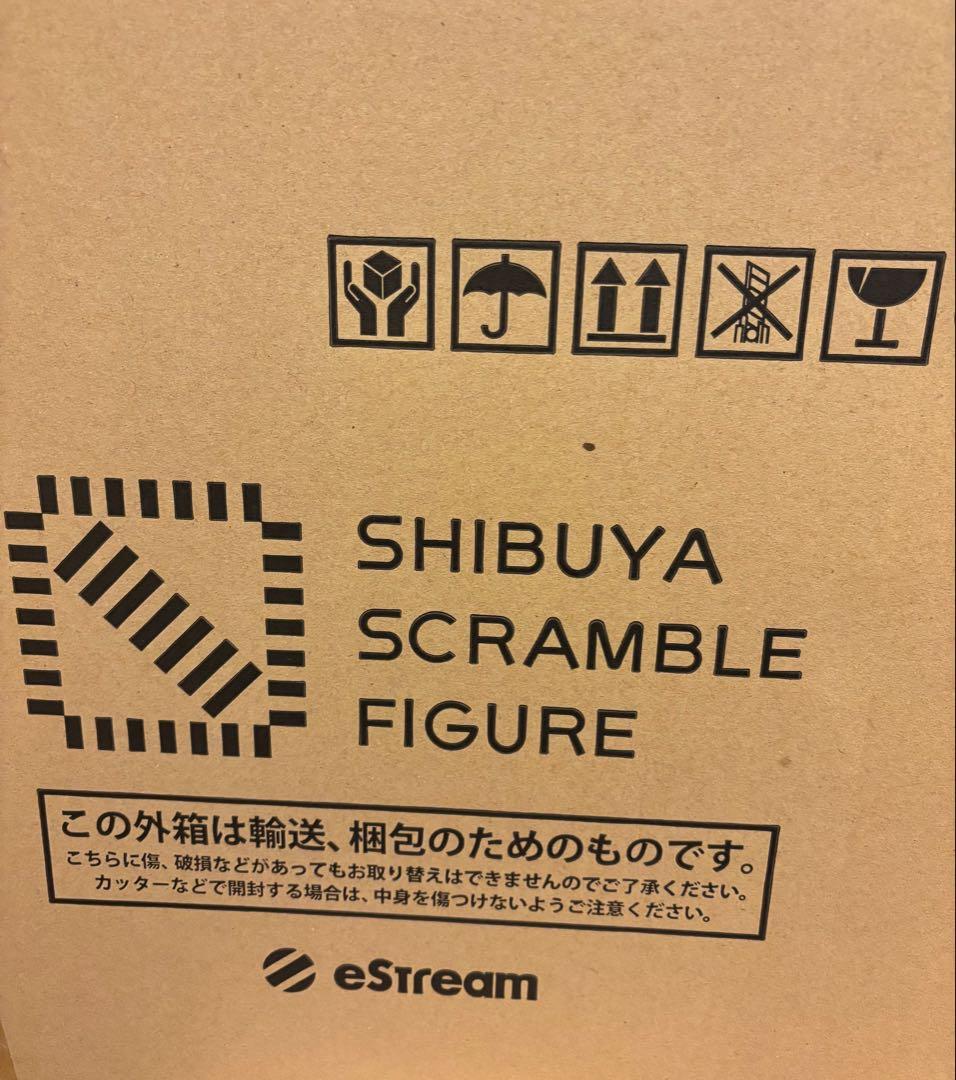 SHIBUYA
SCRAMBLE
FIGURE
この外箱は輸送、梱包のためのものです。
こちらに傷、破損などがあってもお取り替えはできませんのでご了承ください。
カッターなどで開封する場合は、中身を傷つけないようご注意ください。
eStream